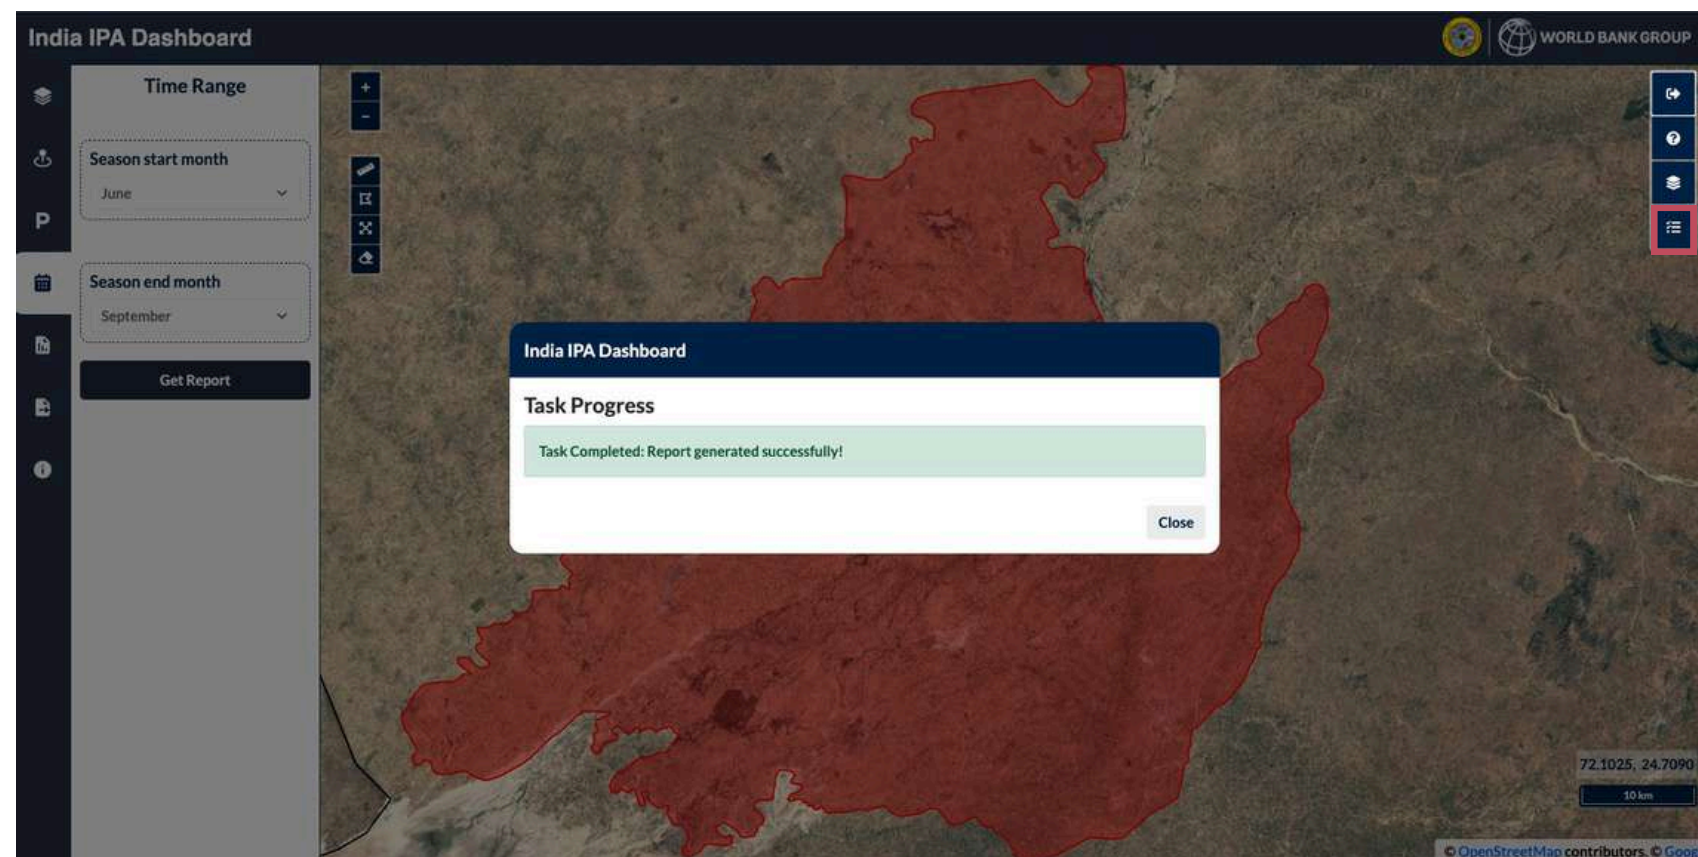 India IPA Dashboard
WORLD BANK GROUP
Time Range
Season start month
June
Season end month
September
Get Report
P
+
-
India IPA Dashboard
Task Progress
Task Completed: Report generated successfully!
Close
72.1025, 24.7090
10 km
© OpenStreetMap contributors. © Goog